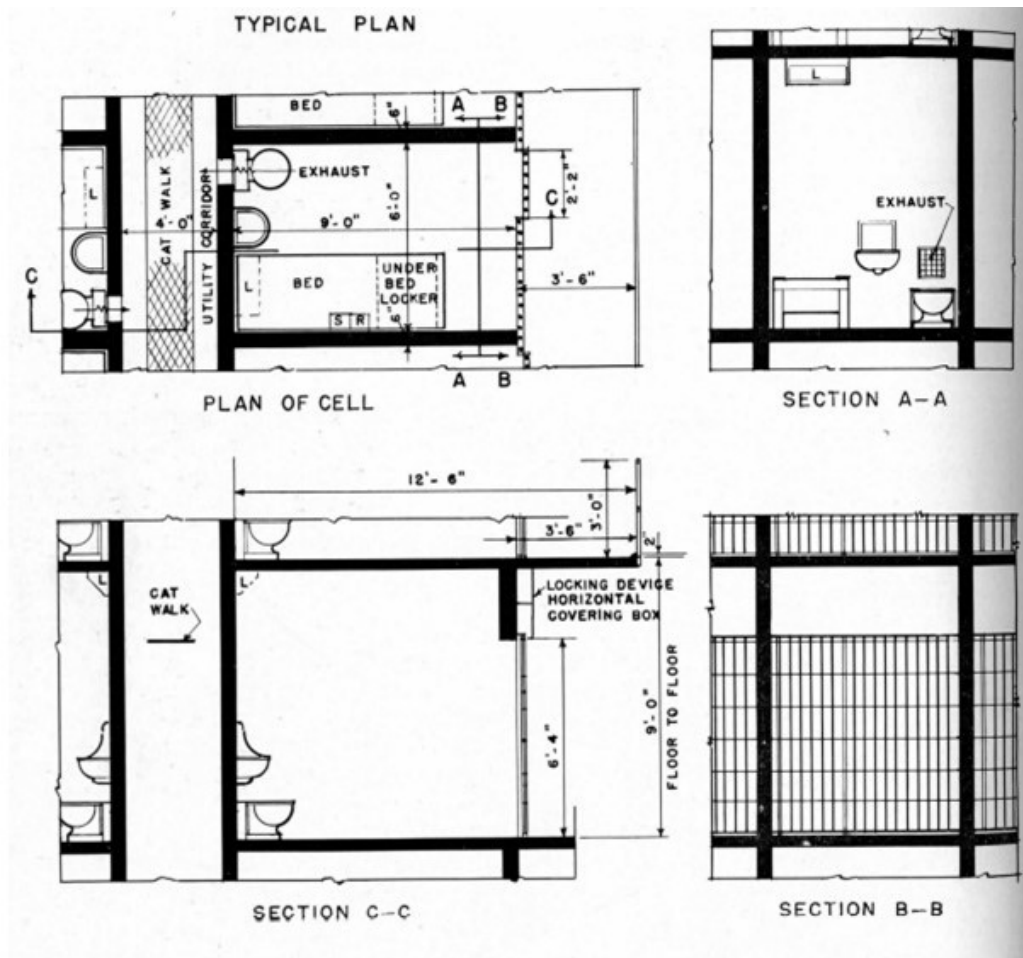 TYPICAL PLAN
BED
6"
A B
L
CAT WALK
4'-0"
UTILITY CORRIDOR
EXHAUST
6'-0"
9'-0"
2'-2"
C
C
L
BED
UNDER
BED
LOCKER
S R
6"
3'-6"
A B
PLAN OF CELL
L
EXHAUST
SECTION A-A
12'-6"
3'-0"
3'-6"
2"
L
L
CAT
WALK
LOCKING DEVICE
HORIZONTAL
COVERING BOX
6'-4"
9'-0"
FLOOR TO FLOOR
SECTION C-C
SECTION B-B